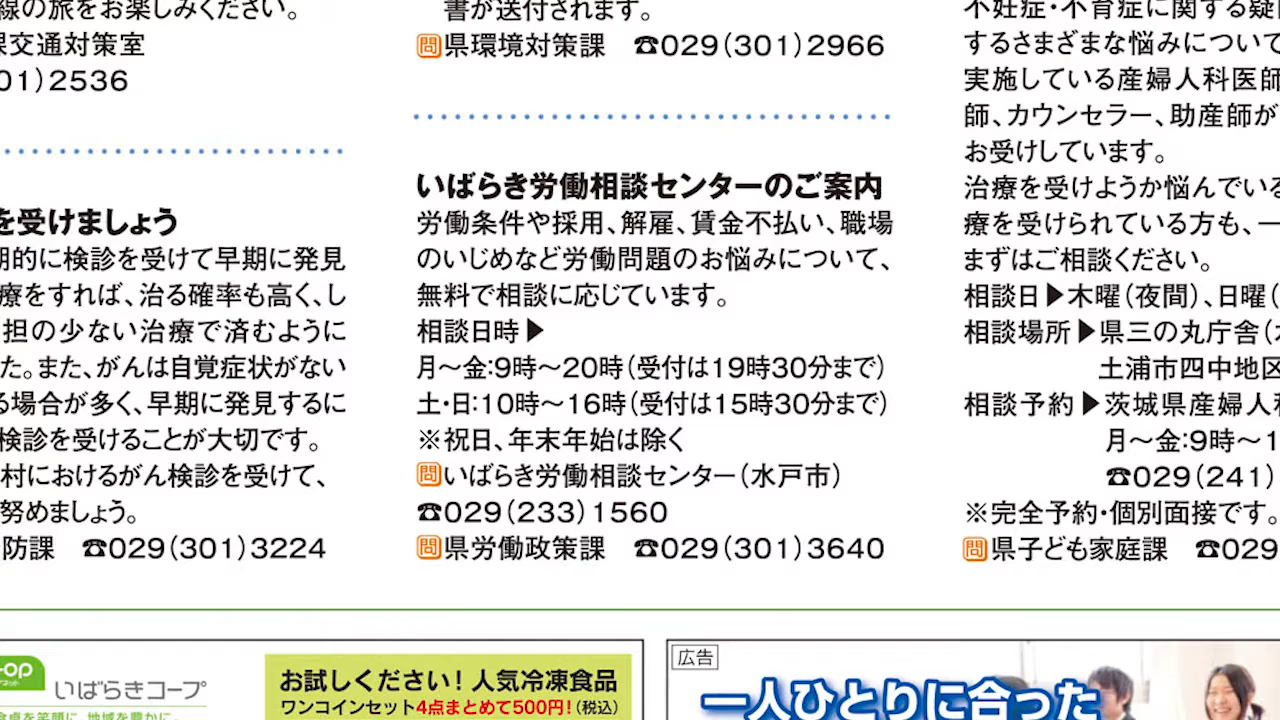 線の旅をお楽しみください。
課交通対策室
01）2536
を受けましょう
期的に検診を受けて早期に発見
療をすれば、治る確率も高く、し
担の少ない治療で済むように
た。また、がんは自覚症状がない
る場合が多く、早期に発見するに
検診を受けることが大切です。
村におけるがん検診を受けて、
努めましょう。
防課 ☎029（301）3224
書が送付されます。
問県環境対策課 ☎029（301）2966
いばらき労働相談センターのご案内
労働条件や採用、解雇、賃金不払い、職場
のいじめなど労働問題のお悩みについて、
無料で相談に応じています。
相談日時▶
月～金:9時～20時（受付は19時30分まで）
土・日:10時～16時（受付は15時30分まで）
※祝日、年末年始は除く
問いばらき労働相談センター（水戸市）
☎029（233）1560
問県労働政策課 ☎029（301）3640
不妊症・不育症に関する疑
するさまざまな悩みについて
実施している産婦人科医師
師、カウンセラー、助産師が
お受けしています。
治療を受けようか悩んでいる
療を受けられている方も、一
まずはご相談ください。
相談日▶木曜（夜間）、日曜（
相談場所▶県三の丸庁舎（
土浦市四中地区
相談予約▶茨城県産婦人科
月～金:9時～1
☎029（241）
※完全予約・個別面接です。
問県子ども家庭課 ☎029
op
いばらきコープ
食卓を笑顔に、地域を豊かに。
お試しください！人気冷凍食品
ワンコインセット4点まとめて500円！（税込）
広告
一人ひとりに合った